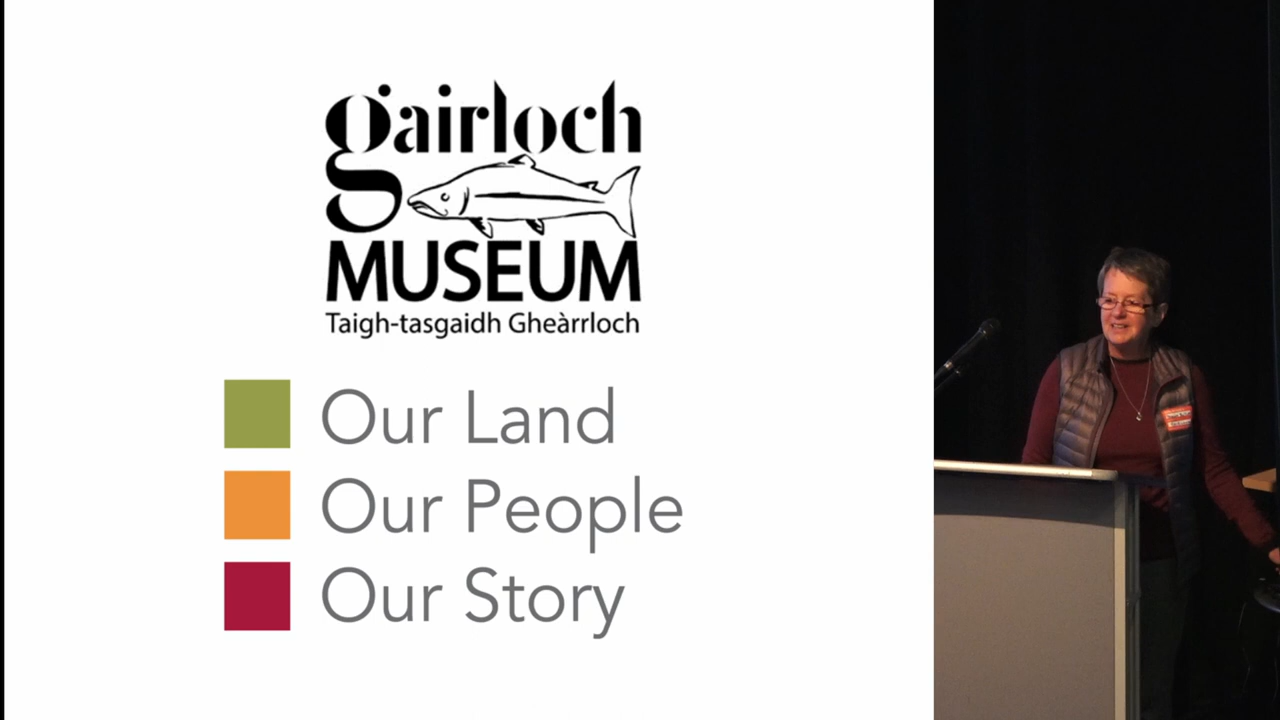 gairloch
MUSEUM
Taigh-tasgaidh Gheàrrloch
Our Land
Our People
Our Story